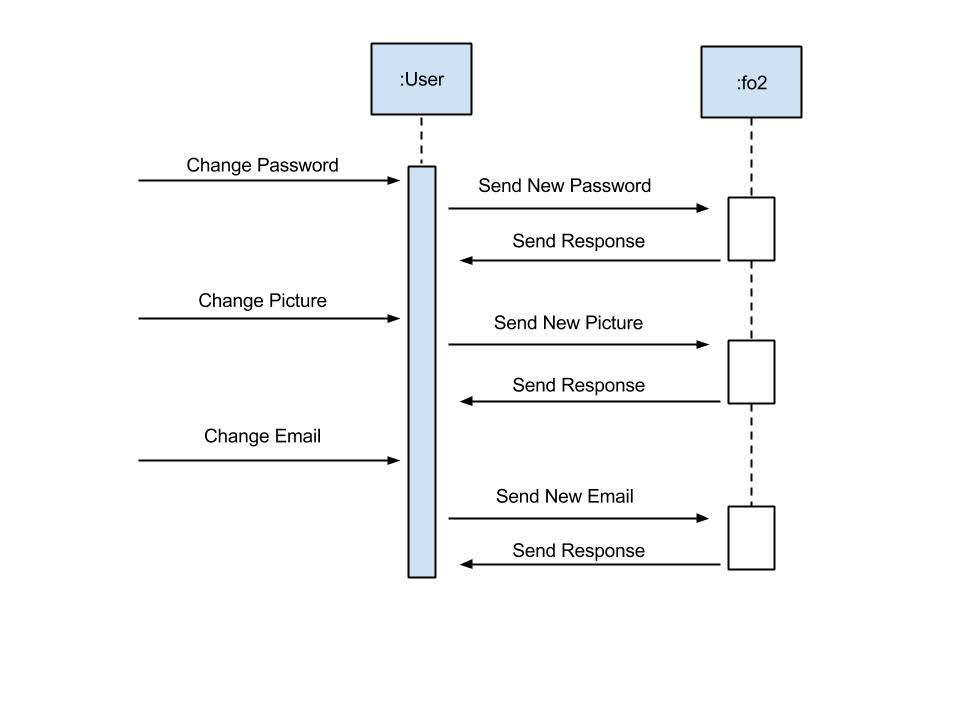 :User
:fo2
Change Password
Send New Password
Send Response
Change Picture
Send New Picture
Send Response
Change Email
Send New Email
Send Response